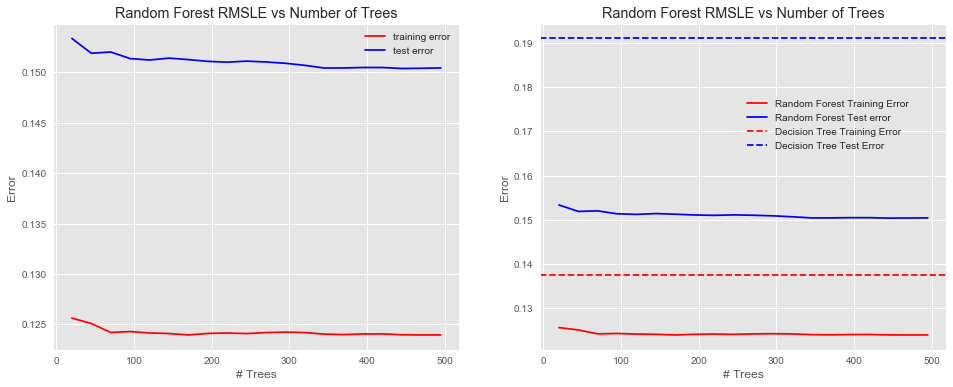 Random Forest RMSLE vs Number of Trees
training error
test error
0.150
0.145
0.140
0.135
0.130
0.125
Error
0
100
200
300
400
500
# Trees
Random Forest RMSLE vs Number of Trees
Random Forest Training Error
Random Forest Test error
Decision Tree Training Error
Decision Tree Test Error
0.19
0.18
0.17
0.16
0.15
0.14
0.13
Error
0
100
200
300
400
500
# Trees